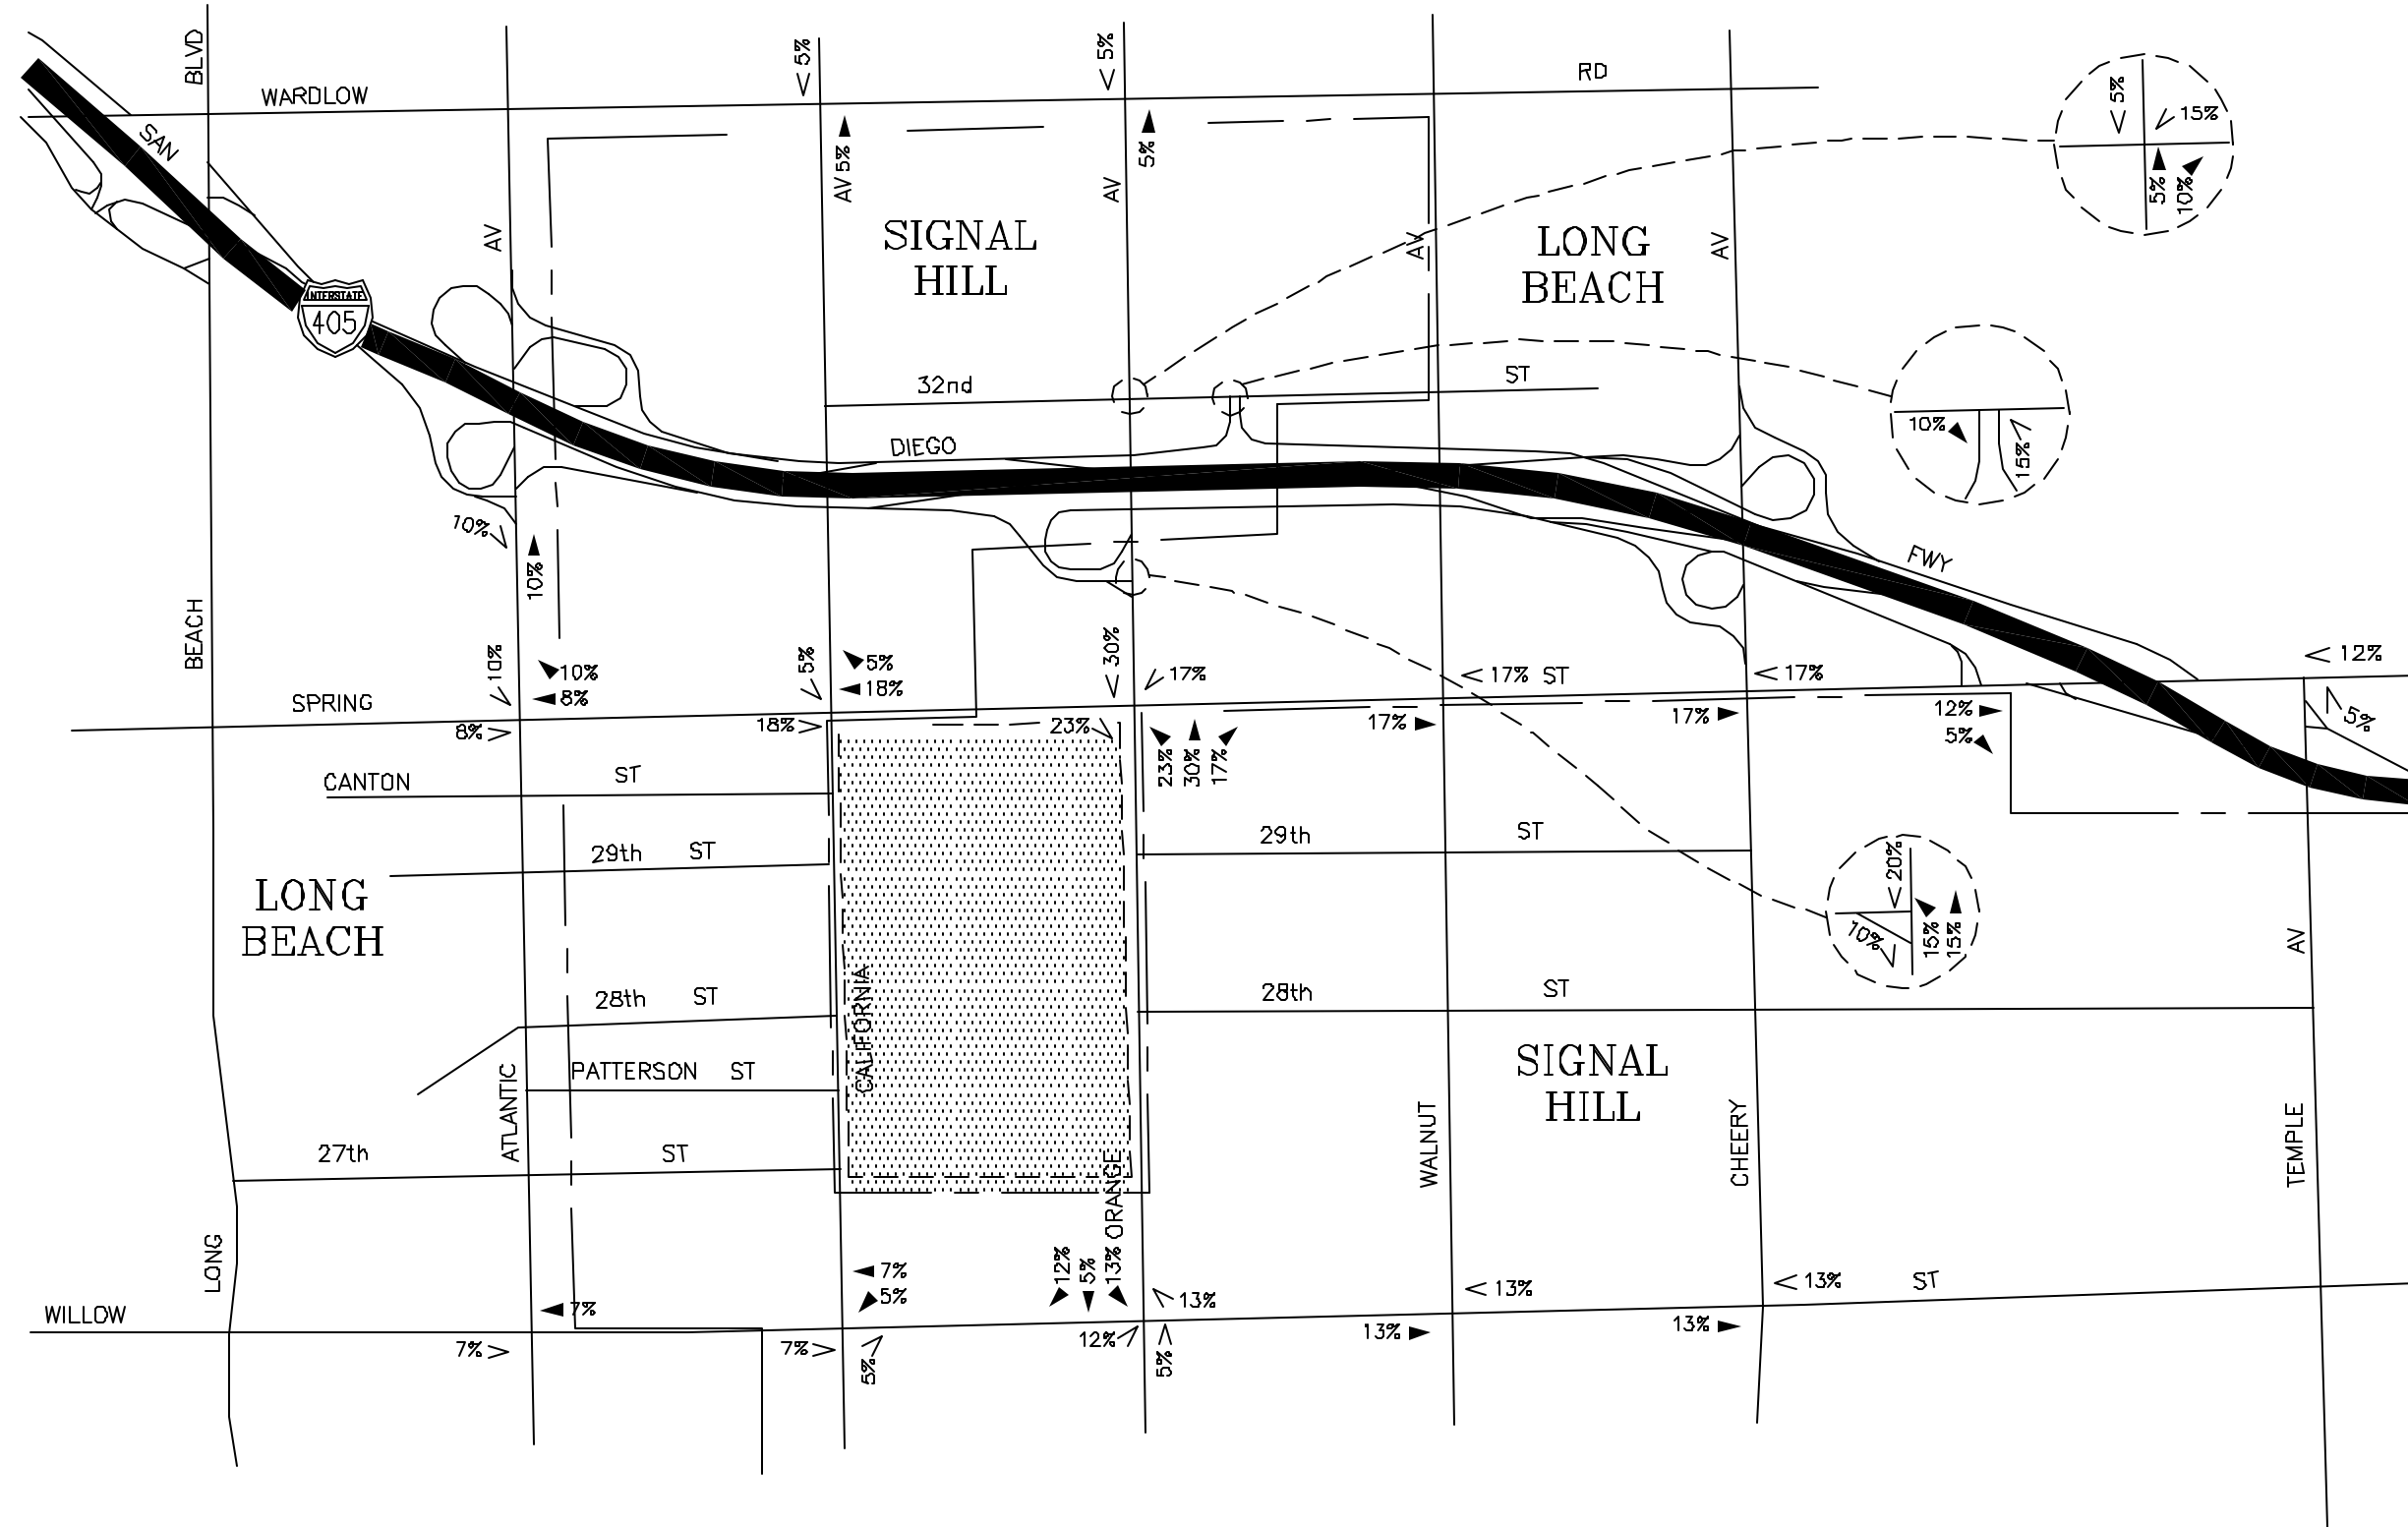 BLVD
WARDLOW
RD
< 5%
< 5%
< 5%
15%
5%
10%
SAN
AV
AV 5%
AV
5%
AV
AV
SIGNAL
HILL
LONG
BEACH
INTERSTATE
405
32nd
ST
DIEGO
10%
15%
10%
10%
FWY
BEACH
10%
10%
8%
5%
5%
18%
< 30%
17%
< 17% ST
< 17%
< 12%
SPRING
8% >
18% >
23%
23%
30%
17%
17%
17%
12%
5%
5%
CANTON
ST
29th
ST
29th
ST
LONG
BEACH
< 20%
10%
15%
15%
AV
28th
ST
28th
ST
CALIFORNIA
PATTERSON
ST
SIGNAL
HILL
ATLANTIC
WALNUT
CHEERY
TEMPLE
27th
ST
ORANGE
LONG
7%
5%
12%
5%
13%
13%
< 13%
< 13%
ST
WILLOW
7%
7% >
7% >
5%
12%
5% >
13%
13%